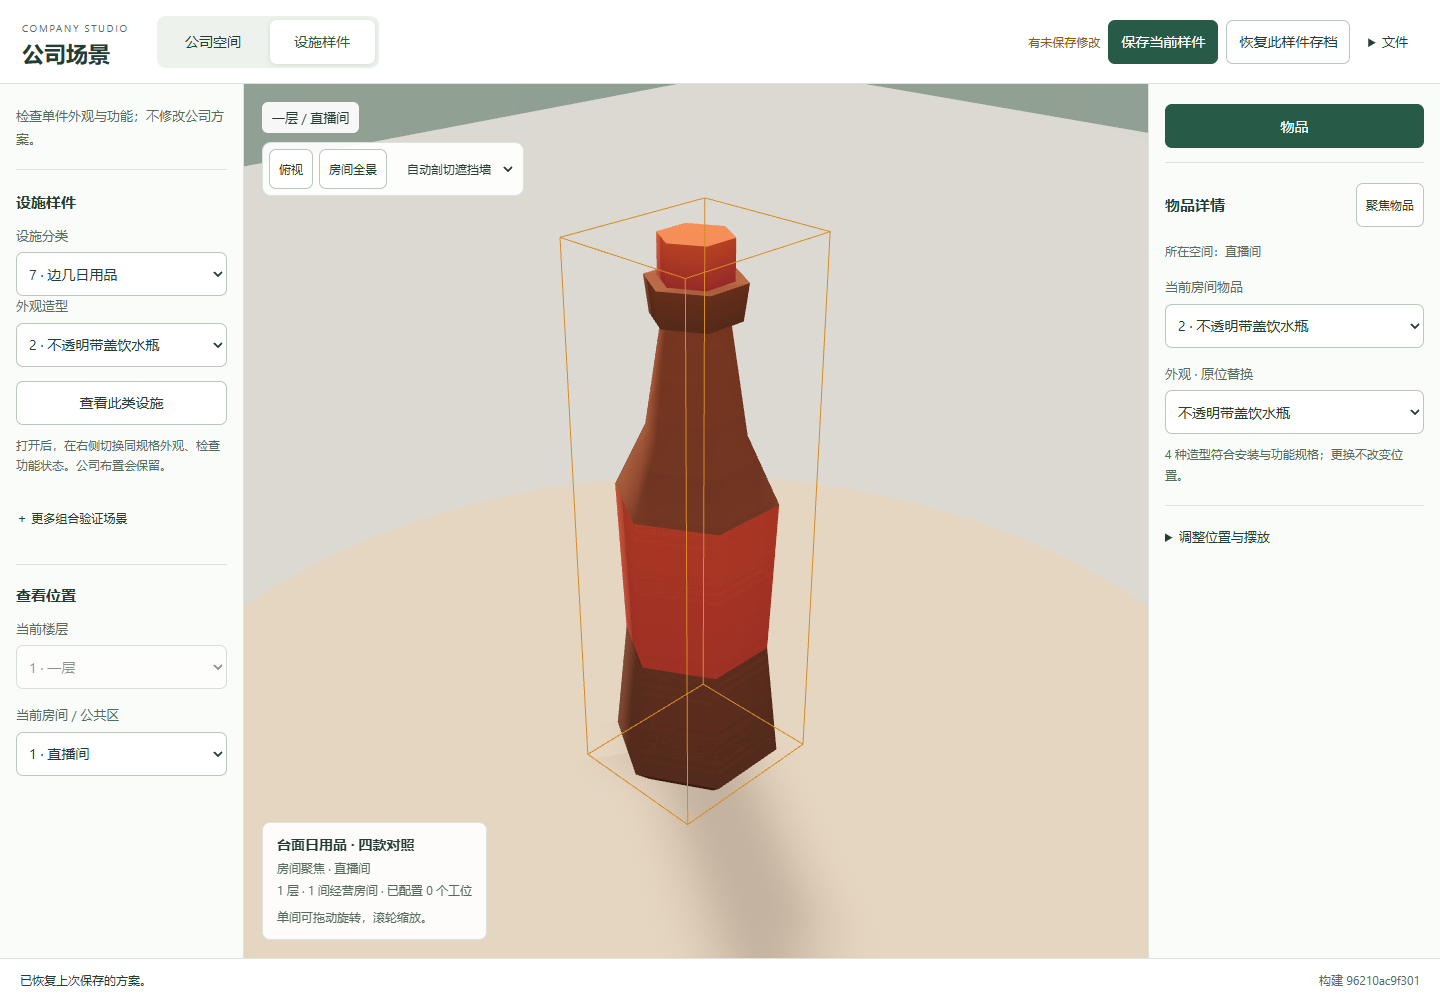 COMPANY STUDIO
公司场景
公司空间
设施样件
有未保存修改
保存当前样件
恢复此样件存档
▶ 文件
检查单件外观与功能；不修改公司方
案。
设施样件
设施分类
7 · 边几日用品
外观造型
2 · 不透明带盖饮水瓶
查看此类设施
打开后，在右侧切换同规格外观、检查
功能状态。公司布置会保留。
+ 更多组合验证场景
查看位置
当前楼层
1 · 一层
当前房间 / 公共区
1 · 直播间
一层 / 直播间
俯视
房间全景
自动剖切遮挡墙
台面日用品 · 四款对照
房间聚焦 · 直播间
1 层 · 1 间经营房间 · 已配置 0 个工位
单间可拖动旋转，滚轮缩放。
物品
物品详情
聚焦物品
所在空间：直播间
当前房间物品
2 · 不透明带盖饮水瓶
外观 · 原位替换
不透明带盖饮水瓶
4 种造型符合安装与功能规格；更换不改变位
置。
▶ 调整位置与摆放
已恢复上次保存的方案。
构建 96210ac9f301